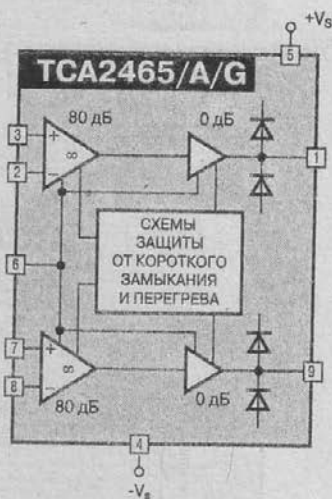 +Vs
5
TCA2465/A/G
80 дБ
0 дБ
3
+
∞
1
2
−
СХЕМЫ
ЗАЩИТЫ
ОТ КОРОТКОГО
ЗАМЫКАНИЯ
И ПЕРЕГРЕВА
6
7
+
∞
9
8
−
80 дБ
0 дБ
4
-Vs